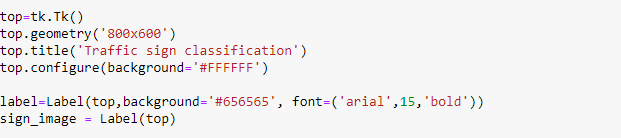 top=tk.Tk()
top.geometry('800x600')
top.title('Traffic sign classification')
top.configure(background='#FFFFFF')
label=Label(top,background='#656565', font=('arial',15,'bold'))
sign_image = Label(top)